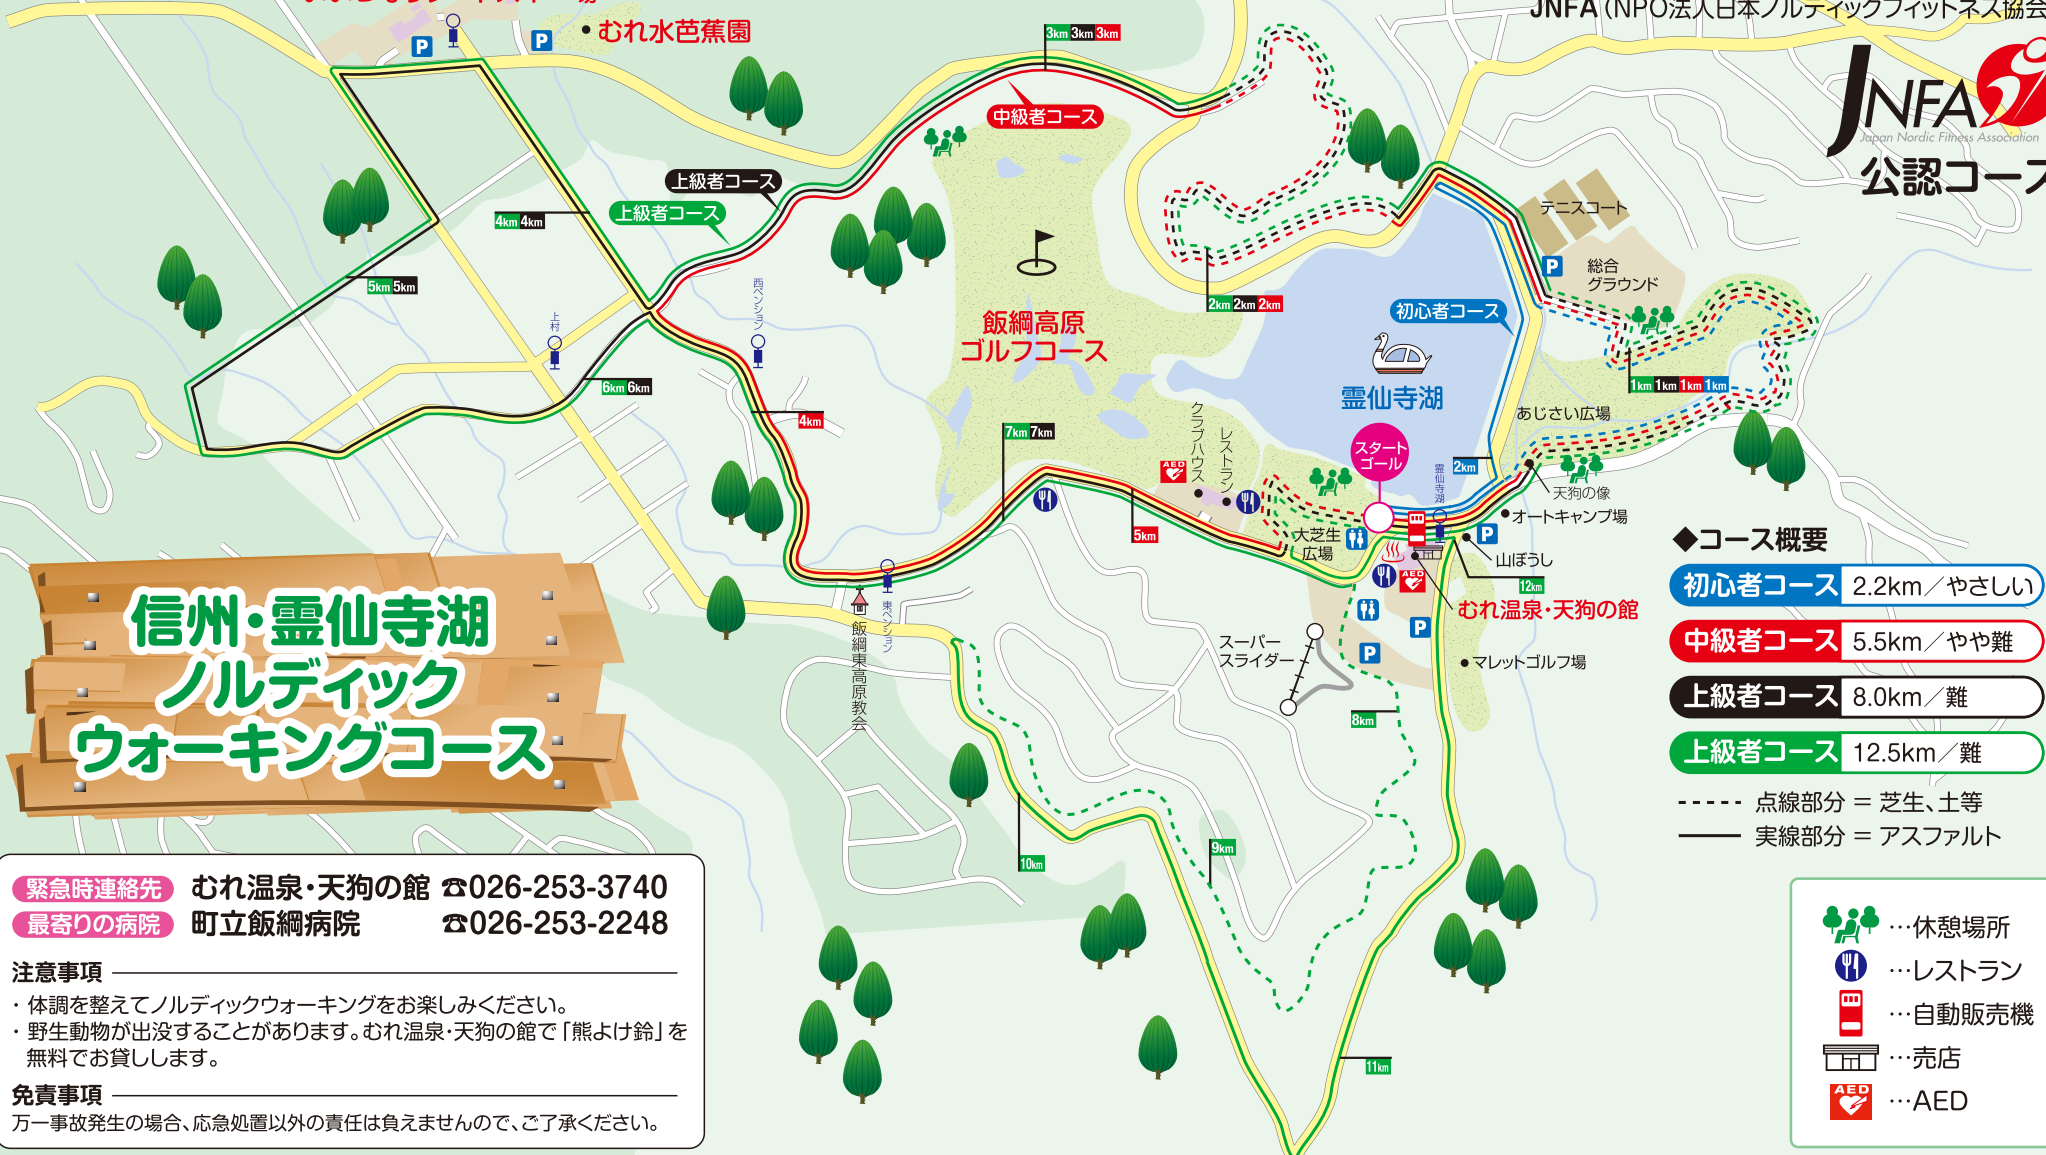 むれ水芭蕉園
JNFA（NPO法人日本ノルディックフィットネス協会
JNFA
Japan Nordic Fitness Association
公認コース
3km 3km 3km
中級者コース
上級者コース
上級者コース
4km 4km
5km 5km
上村
西ペンション
6km 6km
4km
飯綱高原
ゴルフコース
2km 2km 2km
テニスコート
総合
グラウンド
初心者コース
霊仙寺湖
1km 1km 1km 1km
あじさい広場
7km 7km
クラブハウス
レストラン
AED
スタート
ゴール
2km
霊仙寺湖
天狗の像
オートキャンプ場
5km
大芝生
広場
山ぼうし
12km
AED
むれ温泉・天狗の館
東ペンション
飯綱東高原教会
スーパー
スライダー
マレットゴルフ場
8km
9km
10km
11km
信州・霊仙寺湖
ノルディック
ウォーキングコース
◆コース概要
初心者コース 2.2km／やさしい
中級者コース 5.5km／やや難
上級者コース 8.0km／難
上級者コース 12.5km／難
点線部分 ＝ 芝生、土等
実線部分 ＝ アスファルト
緊急時連絡先 むれ温泉・天狗の館 ☎026-253-3740
最寄りの病院 町立飯綱病院 ☎026-253-2248
注意事項
・体調を整えてノルディックウォーキングをお楽しみください。
・野生動物が出没することがあります。むれ温泉・天狗の館で「熊よけ鈴」を
無料でお貸しします。
免責事項
万一事故発生の場合、応急処置以外の責任は負えませんので、ご了承ください。
…休憩場所
…レストラン
…自動販売機
…売店
AED …AED
P
P
P
P
P
P